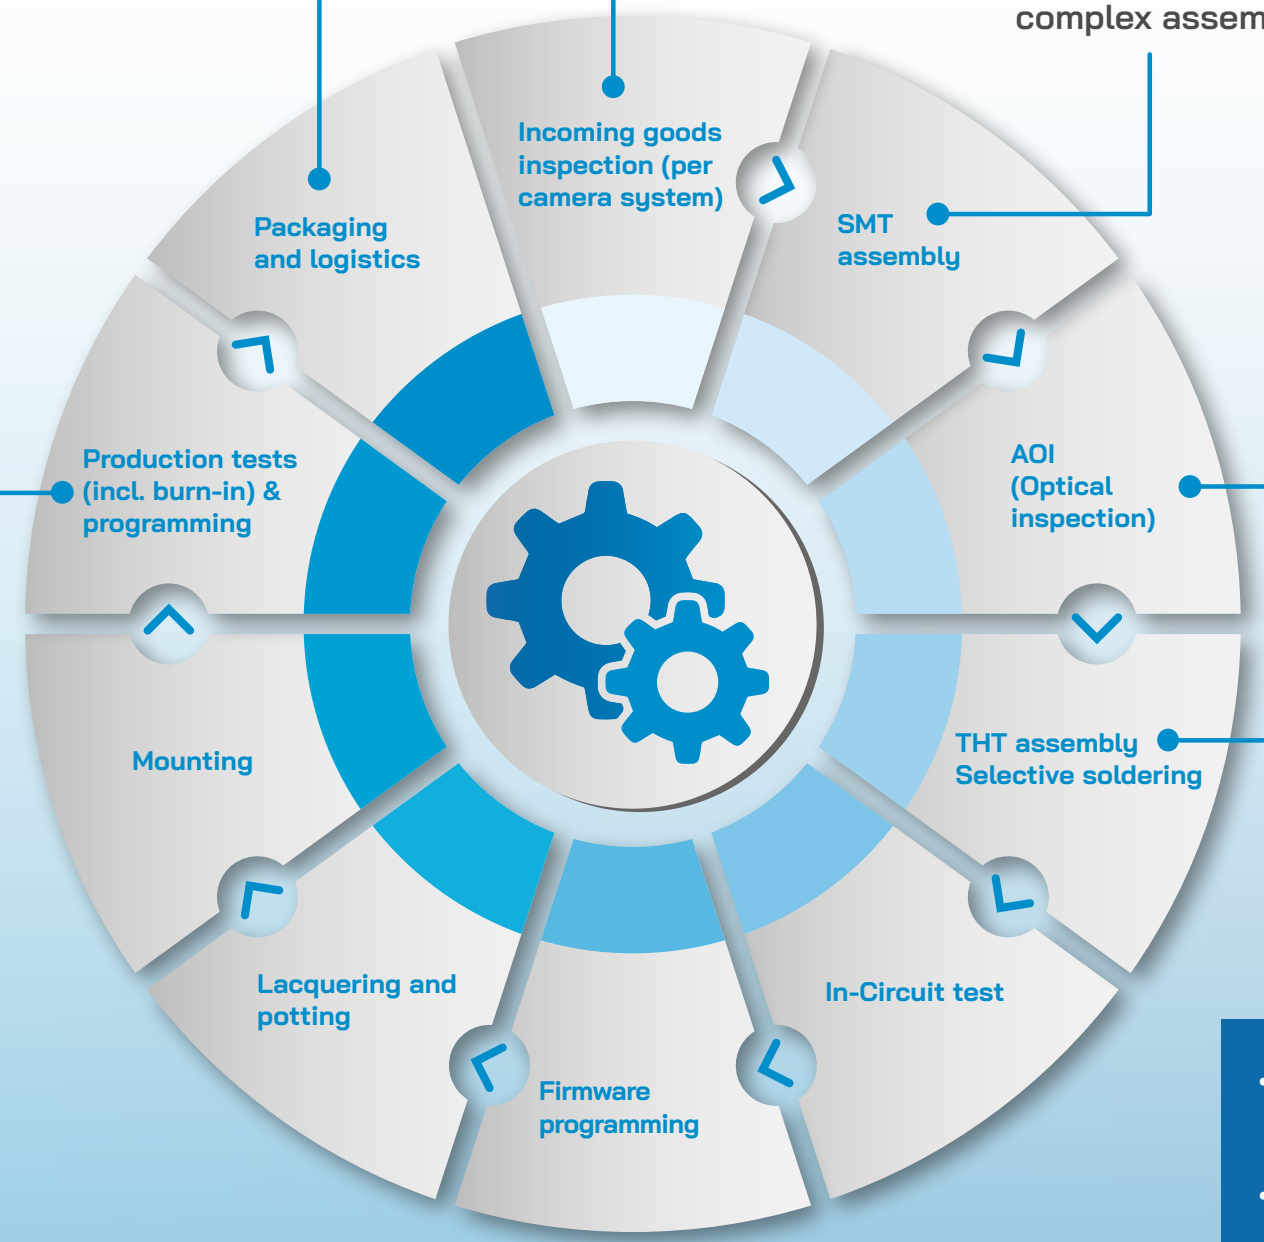 complex assem
Incoming goods
inspection (per
camera system)
SMT
assembly
AOI
(Optical
inspection)
THT assembly
Selective soldering
In-Circuit test
Firmware
programming
Lacquering and
potting
Mounting
Production tests
(incl. burn-in) &
programming
Packaging
and logistics